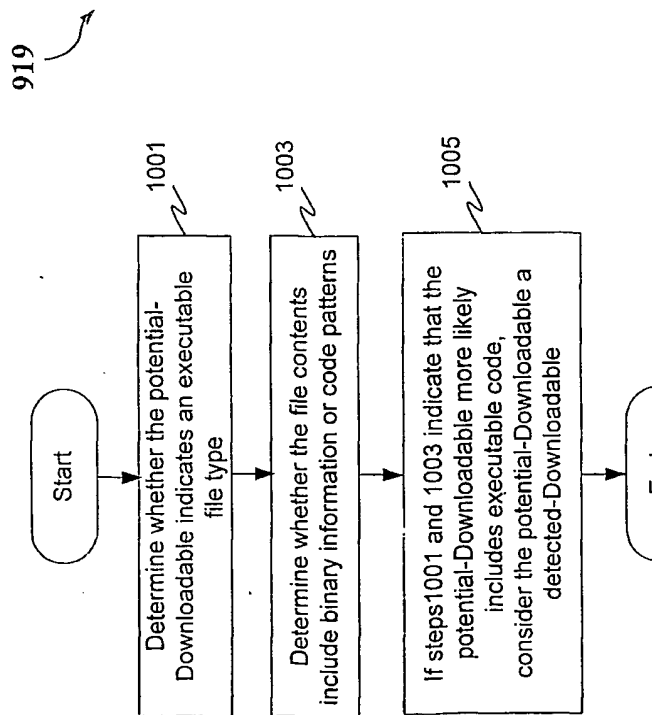 919
Start
Determine whether the potential-
Downloadable indicates an executable
file type
1001
Determine whether the file contents
include binary information or code patterns
1003
If steps1001 and 1003 indicate that the
potential-Downloadable more likely
includes executable code,
consider the potential-Downloadable a
detected-Downloadable
1005